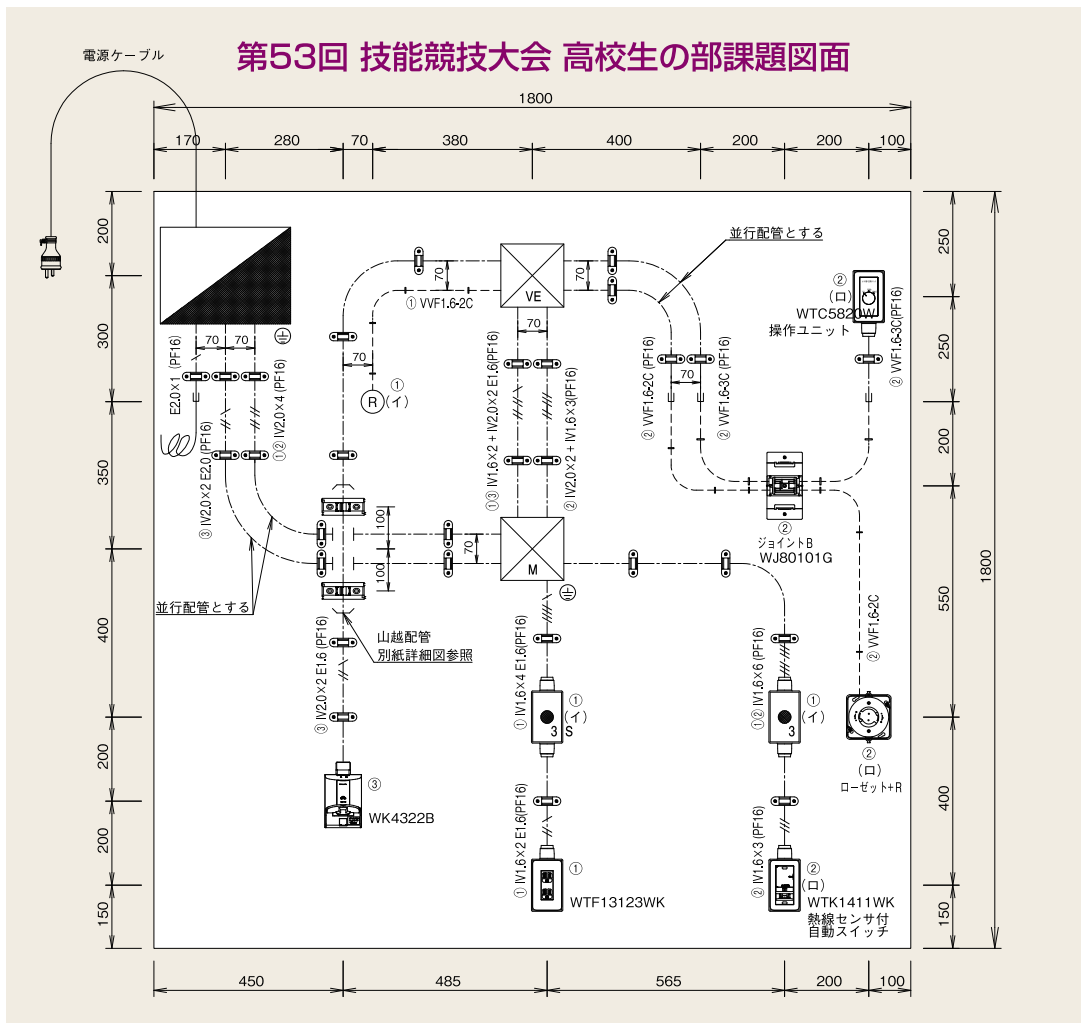 第53回 技能競技大会 高校生の部課題図面
電源ケーブル
1800
170
280
70
380
400
200
200
100
200
300
350
400
200
200
150
250
250
200
550
400
150
1800
並行配管とする
70
VE
70
① VVF1.6-2C
②
(ロ)
WTC5820W
操作ユニット
② VVF1.6-3C(PF16)
70
70
70
E2.0×1 (PF16)
③ IV2.0×2 E2.0 (PF16)
①② IV2.0×4 (PF16)
70
①
R (イ)
①③ IV1.6×2 + IV2.0×2 E1.6(PF16)
② IV2.0×2 + IV1.6×3(PF16)
② VVF1.6-2C (PF16)
70
② VVF1.6-3C (PF16)
②
ジョイントB
WJ80101G
100
100
70
M
並行配管とする
山越配管
別紙詳細図参照
② VVF1.6-2C
③ IV2.0×2 E1.6 (PF16)
① IV1.6×4 E1.6(PF16)
①
(イ)
3 S
①② IV1.6×6 (PF16)
①
(イ)
3
②
(ロ)
ローゼット+R
③
WK4322B
① IV1.6×2 E1.6(PF16)
①
WTF13123WK
② IV1.6×3 (PF16)
②
(ロ)
WTK1411WK
熱線センサ付
自動スイッチ
450
485
565
200
100